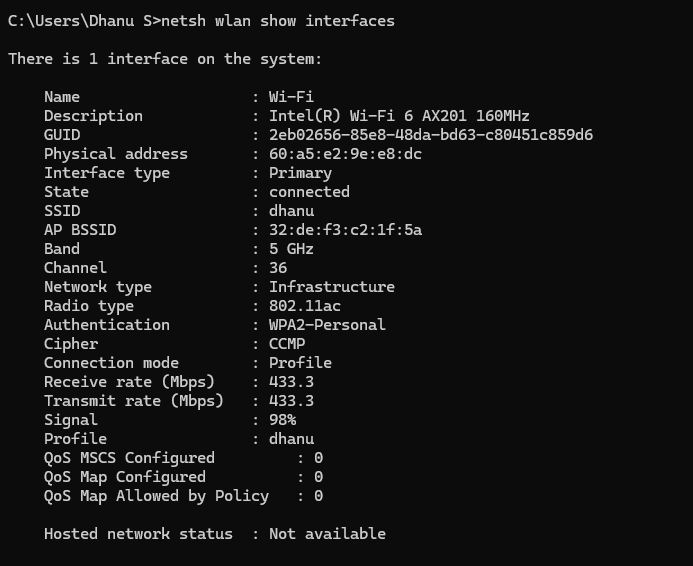 C:\Users\Dhanu S>netsh wlan show interfaces

There is 1 interface on the system:

    Name                   : Wi-Fi
    Description            : Intel(R) Wi-Fi 6 AX201 160MHz
    GUID                   : 2eb02656-85e8-48da-bd63-c80451c859d6
    Physical address       : 60:a5:e2:9e:e8:dc
    Interface type         : Primary
    State                  : connected
    SSID                   : dhanu
    AP BSSID               : 32:de:f3:c2:1f:5a
    Band                   : 5 GHz
    Channel                : 36
    Network type           : Infrastructure
    Radio type             : 802.11ac
    Authentication         : WPA2-Personal
    Cipher                 : CCMP
    Connection mode        : Profile
    Receive rate (Mbps)    : 433.3
    Transmit rate (Mbps)   : 433.3
    Signal                 : 98%
    Profile                : dhanu
    QoS MSCS Configured         : 0
    QoS Map Configured          : 0
    QoS Map Allowed by Policy   : 0

    Hosted network status  : Not available